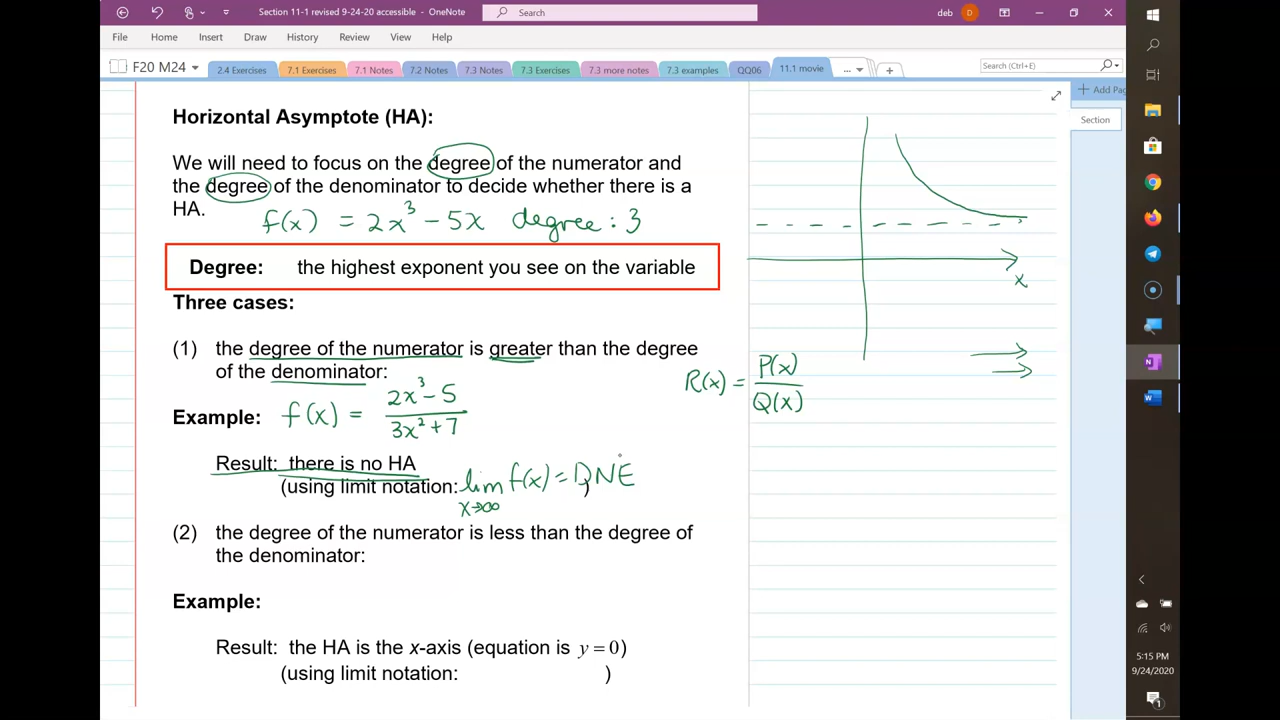 Section 11-1 revised 9-24-20 accessible - OneNote
Search
deb
D
File Home Insert Draw History Review View Help
F20 M24
2.4 Exercises
7.1 Exercises
7.1 Notes
7.2 Notes
7.3 Notes
7.3 Exercises
7.3 more notes
7.3 examples
QQ06
11.1 movie
...
Search (Ctrl+E)
Add Pag
Section
Horizontal Asymptote (HA):
We will need to focus on the degree of the numerator and
the degree of the denominator to decide whether there is a
HA.
f(x) = 2x³ - 5x degree: 3
Degree: the highest exponent you see on the variable
Three cases:
(1) the degree of the numerator is greater than the degree
of the denominator:
Example: f(x) = (2x³ - 5)/(3x² + 7)
Result: there is no HA
(using limit notation: lim x→∞ f(x) = DNE )
(2) the degree of the numerator is less than the degree of
the denominator:
Example:
Result: the HA is the x-axis (equation is y = 0)
(using limit notation: )
x
R(x) = P(x)/Q(x)
5:15 PM
9/24/2020
1